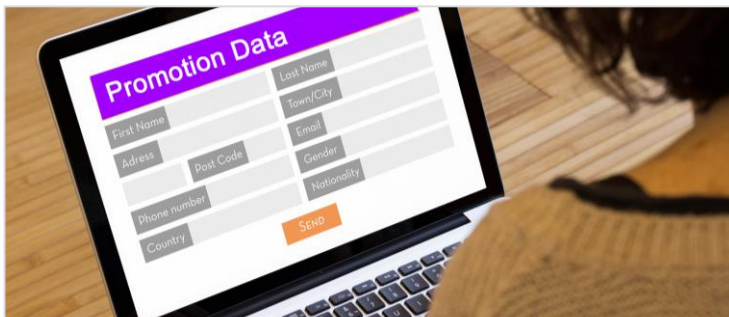 Promotion Data
First Name
Last Name
Adress
Town/City
Post Code
Email
Phone number
Gender
Country
Nationality
SEND